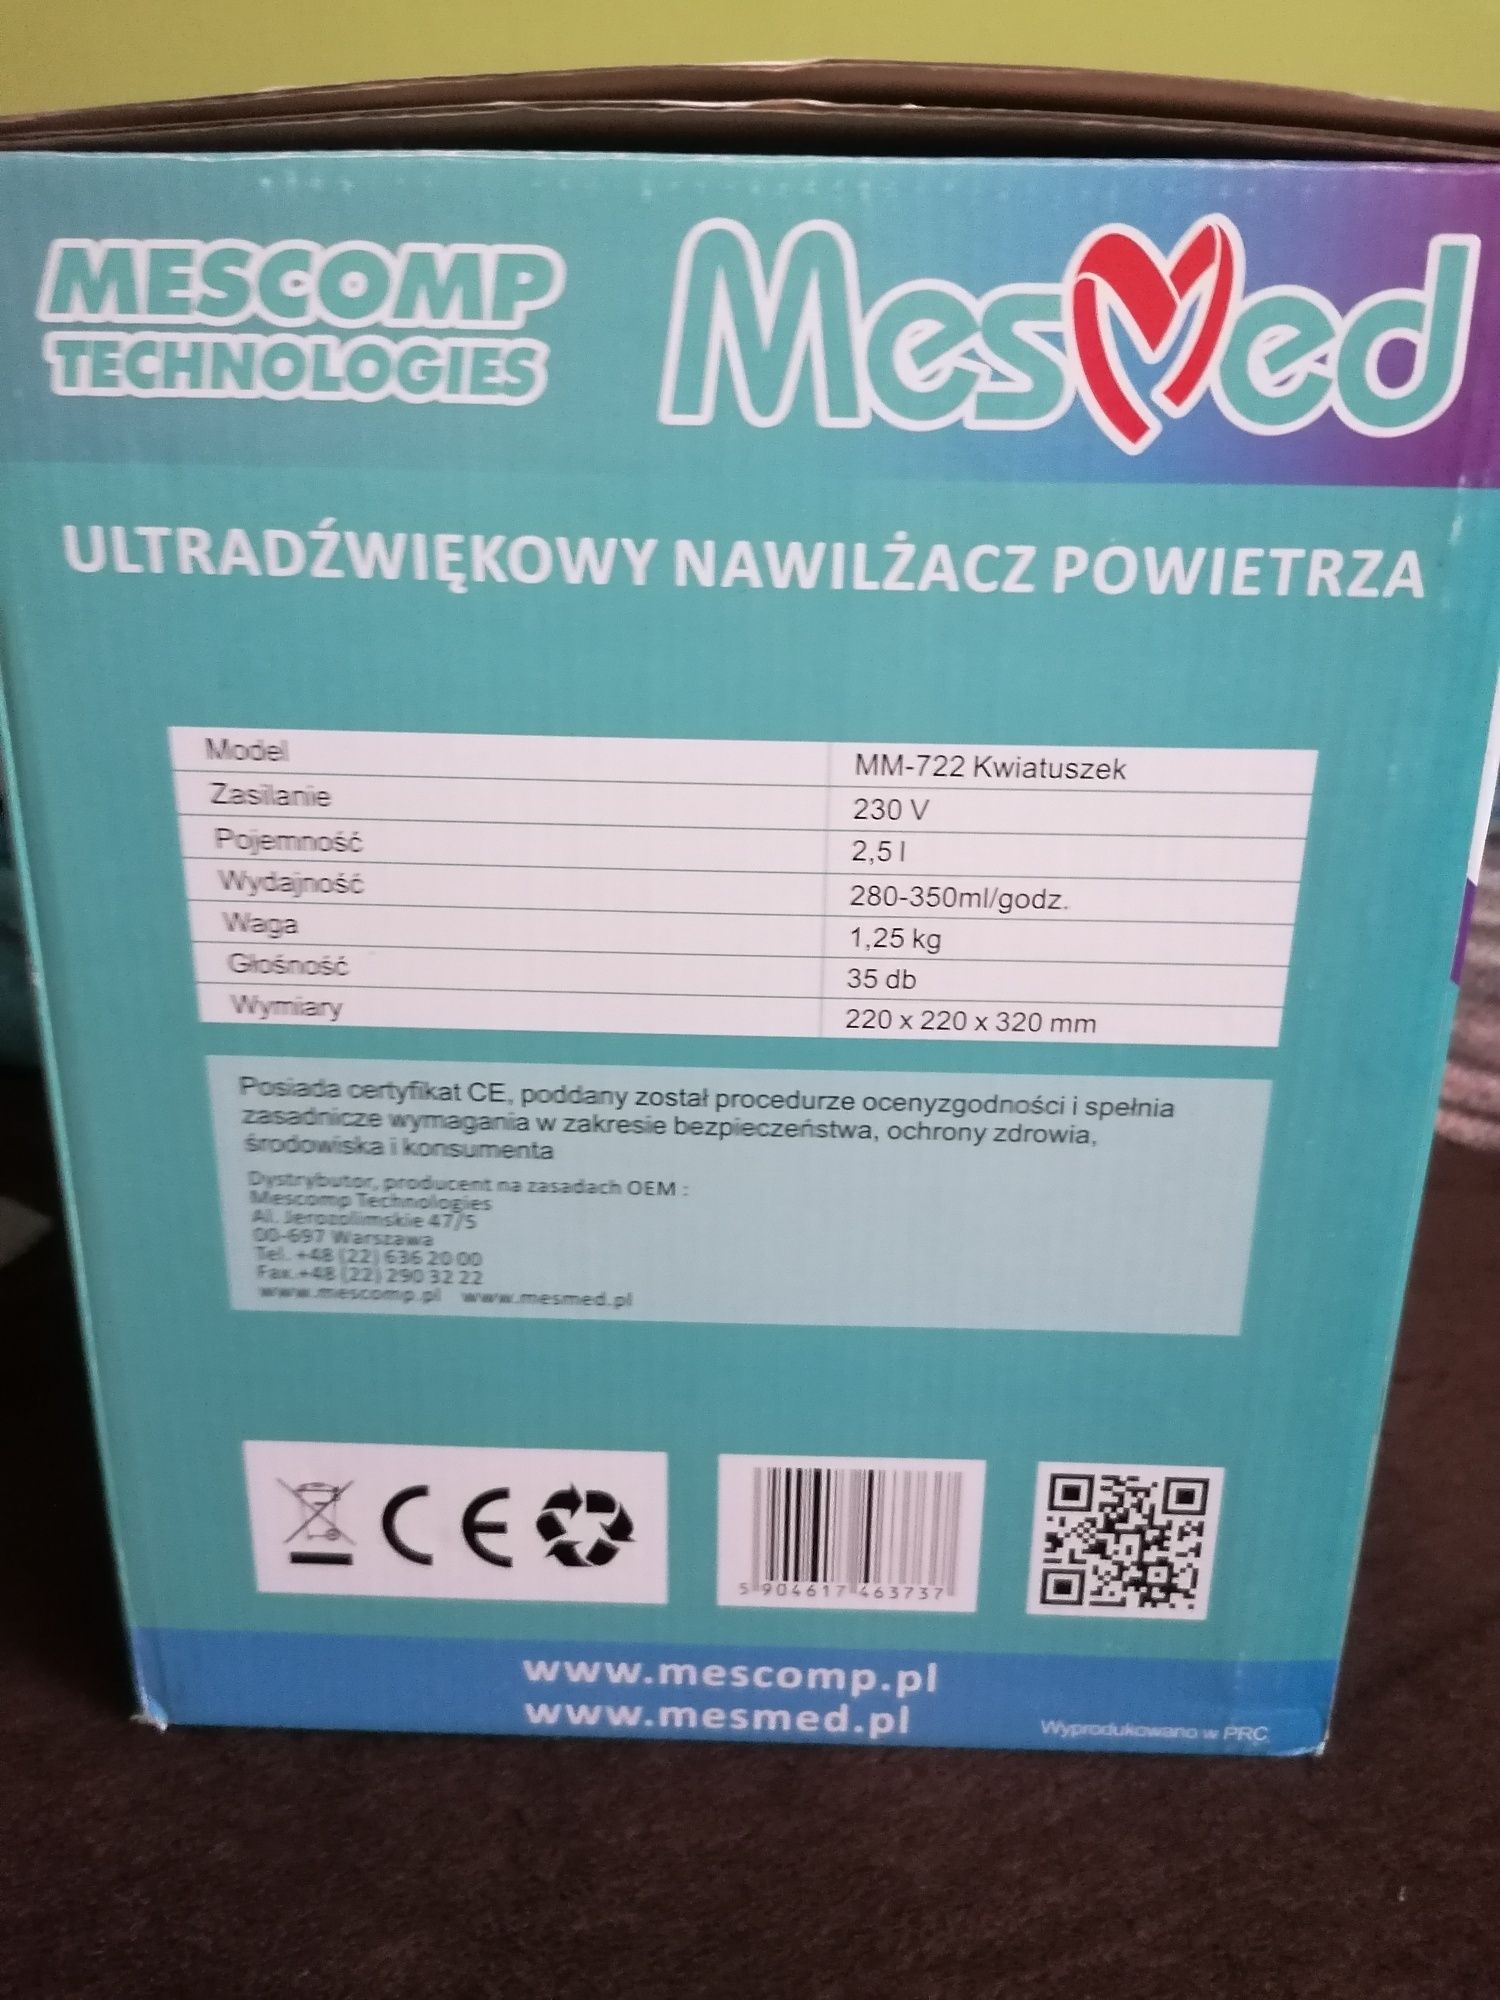 MESCOMP
TECHNOLOGIES
MesMed
ULTRADŹWIĘKOWY NAWILŻACZ POWIETRZA
Model MM-722 Kwiatuszek
Zasilanie 230 V
Pojemność 2,5 l
Wydajność 280-350ml/godz.
Waga 1,25 kg
Głośność 35 db
Wymiary 220 x 220 x 320 mm
Posiada certyfikat CE, poddany został procedurze ocenyzgodności i spełnia
zasadnicze wymagania w zakresie bezpieczeństwa, ochrony zdrowia,
środowiska i konsumenta
Dystrybutor, producent na zasadach OEM :
Mescomp Technologies
Al. Jerozolimskie 47/5
00-697 Warszawa
Tel. +48 (22) 636 20 00
Fax.+48 (22) 290 32 22
www.mescomp.pl www.mesmed.pl
CE
5 904617 463737
www.mescomp.pl
www.mesmed.pl
Wyprodukowano w PRC